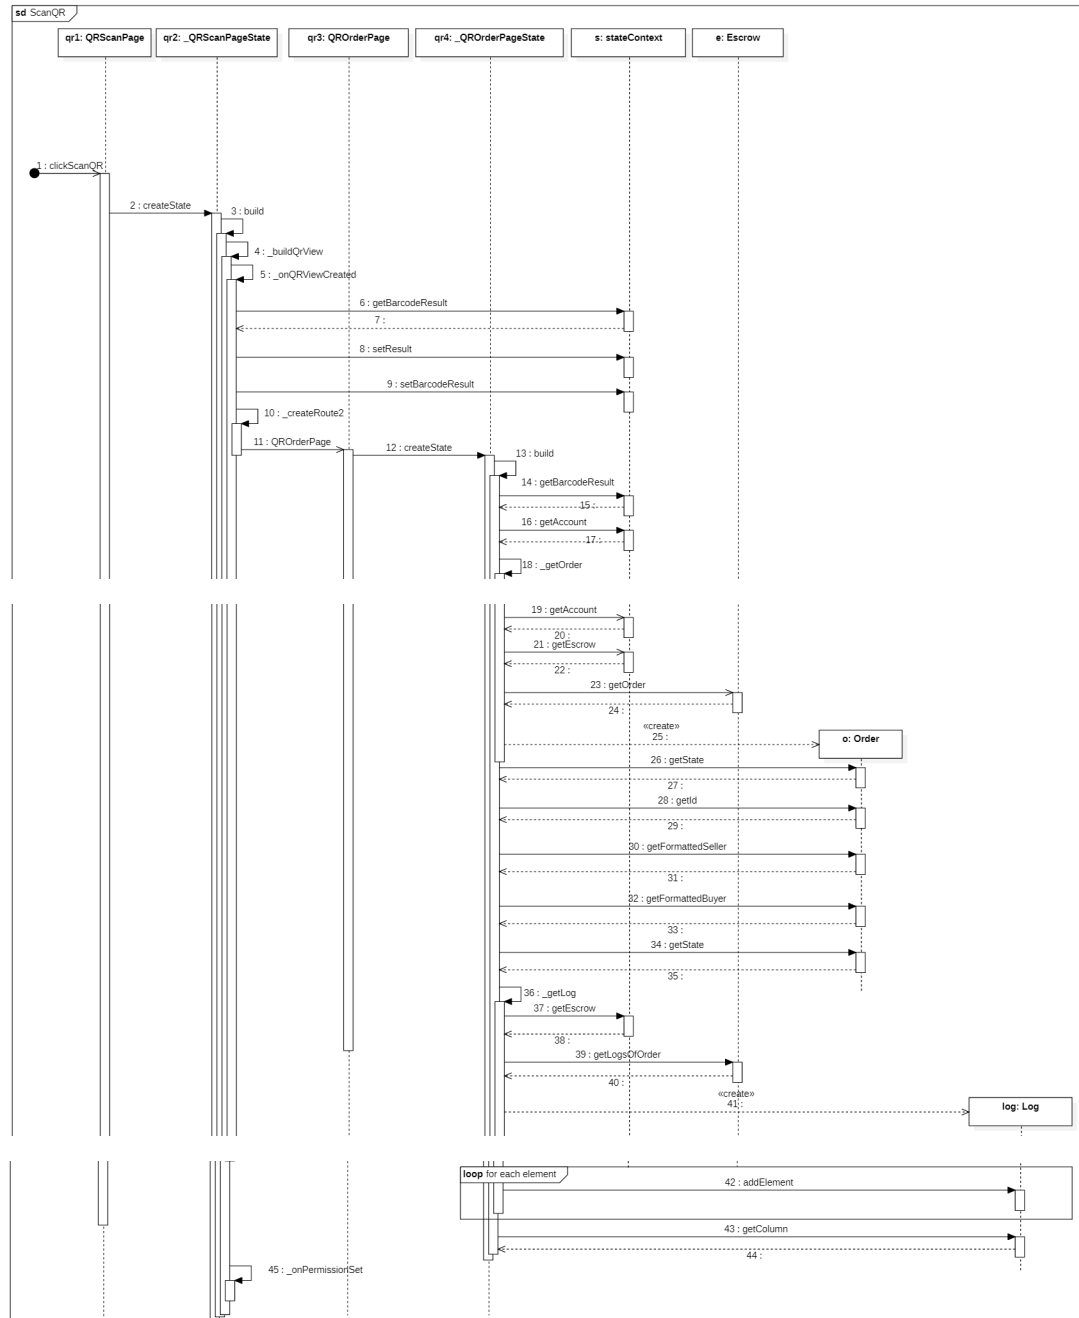 sd ScanQR
qr1: QRScanPage
qr2: _QRScanPageState
qr3: QROrderPage
qr4: _QROrderPageState
s: stateContext
e: Escrow
1 : clickScanQR
2 : createState
3 : build
4 : _buildQrView
5 : _onQRViewCreated
6 : getBarcodeResult
7 :
8 : setResult
9 : setBarcodeResult
10 : _createRoute2
11 : QROrderPage
12 : createState
13 : build
14 : getBarcodeResult
15 :
16 : getAccount
17 :
18 : _getOrder
19 : getAccount
20 :
21 : getEscrow
22 :
23 : getOrder
24 :
«create»
25 :
o: Order
26 : getState
27 :
28 : getId
29 :
30 : getFormattedSeller
31 :
32 : getFormattedBuyer
33 :
34 : getState
35 :
36 : _getLog
37 : getEscrow
38 :
39 : getLogsOfOrder
40 :
«create»
41 :
log: Log
loop for each element
42 : addElement
43 : getColumn
44 :
45 : _onPermissionSet